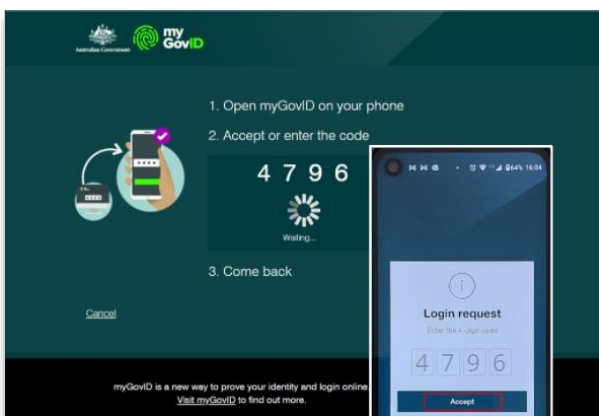 Australian Government
my
GovID
1. Open myGovID on your phone
2. Accept or enter the code
4 7 9 6
Waiting...
3. Come back
Cancel
myGovID is a new way to prove your identity and login online.
Visit myGovID to find out more.
64% 16:04
Login request
Enter the 4-digit code
4 7 9 6
Accept